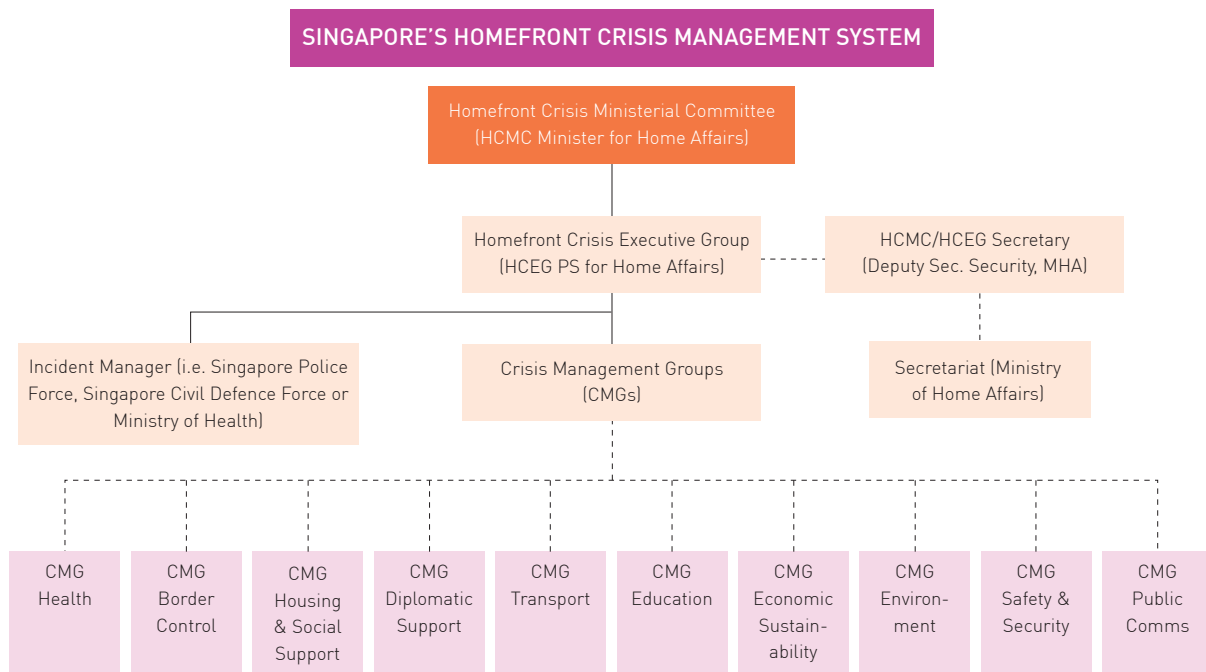 SINGAPORE'S HOMEFRONT CRISIS MANAGEMENT SYSTEM
Homefront Crisis Ministerial Committee
(HCMC Minister for Home Affairs)
Homefront Crisis Executive Group
(HCEG PS for Home Affairs)
HCMC/HCEG Secretary
(Deputy Sec. Security, MHA)
Incident Manager (i.e. Singapore Police
Force, Singapore Civil Defence Force or
Ministry of Health)
Crisis Management Groups
(CMGs)
Secretariat (Ministry
of Home Affairs)
CMG
Health
CMG
Border
Control
CMG
Housing
& Social
Support
CMG
Diplomatic
Support
CMG
Transport
CMG
Education
CMG
Economic
Sustain-
ability
CMG
Environ-
ment
CMG
Safety &
Security
CMG
Public
Comms